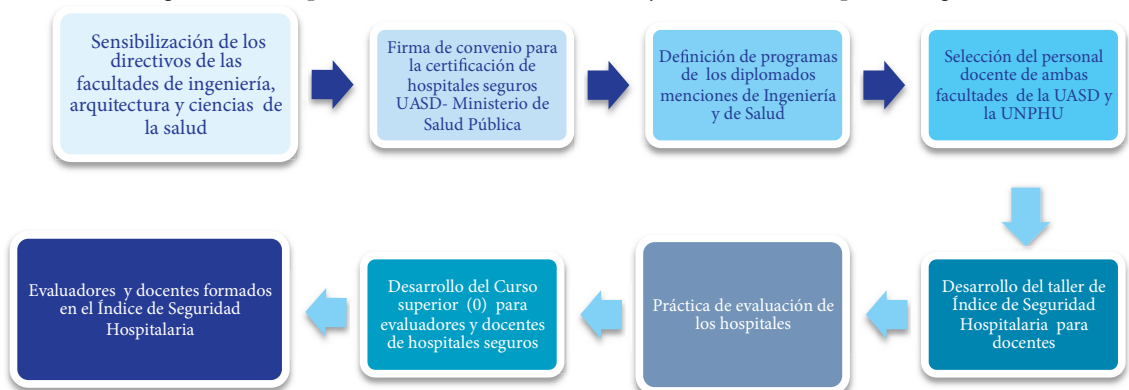 Sensibilización de los
directivos de las
facultades de ingeniería,
arquitectura y ciencias de
la salud
Firma de convenio para
la certificación de
hospitales seguros
UASD- Ministerio de
Salud Pública
Definición de programas
de los diplomados
menciones de Ingeniería
y de Salud
Selección del personal
docente de ambas
facultades de la UASD y
la UNPHU
Desarrollo del taller de
Índice de Seguridad
Hospitalaria para
docentes
Práctica de evaluación de
los hospitales
Desarrollo del Curso
superior (0) para
evaluadores y docentes
de hospitales seguros
Evaluadores y docentes formados
en el Índice de Seguridad
Hospitalaria